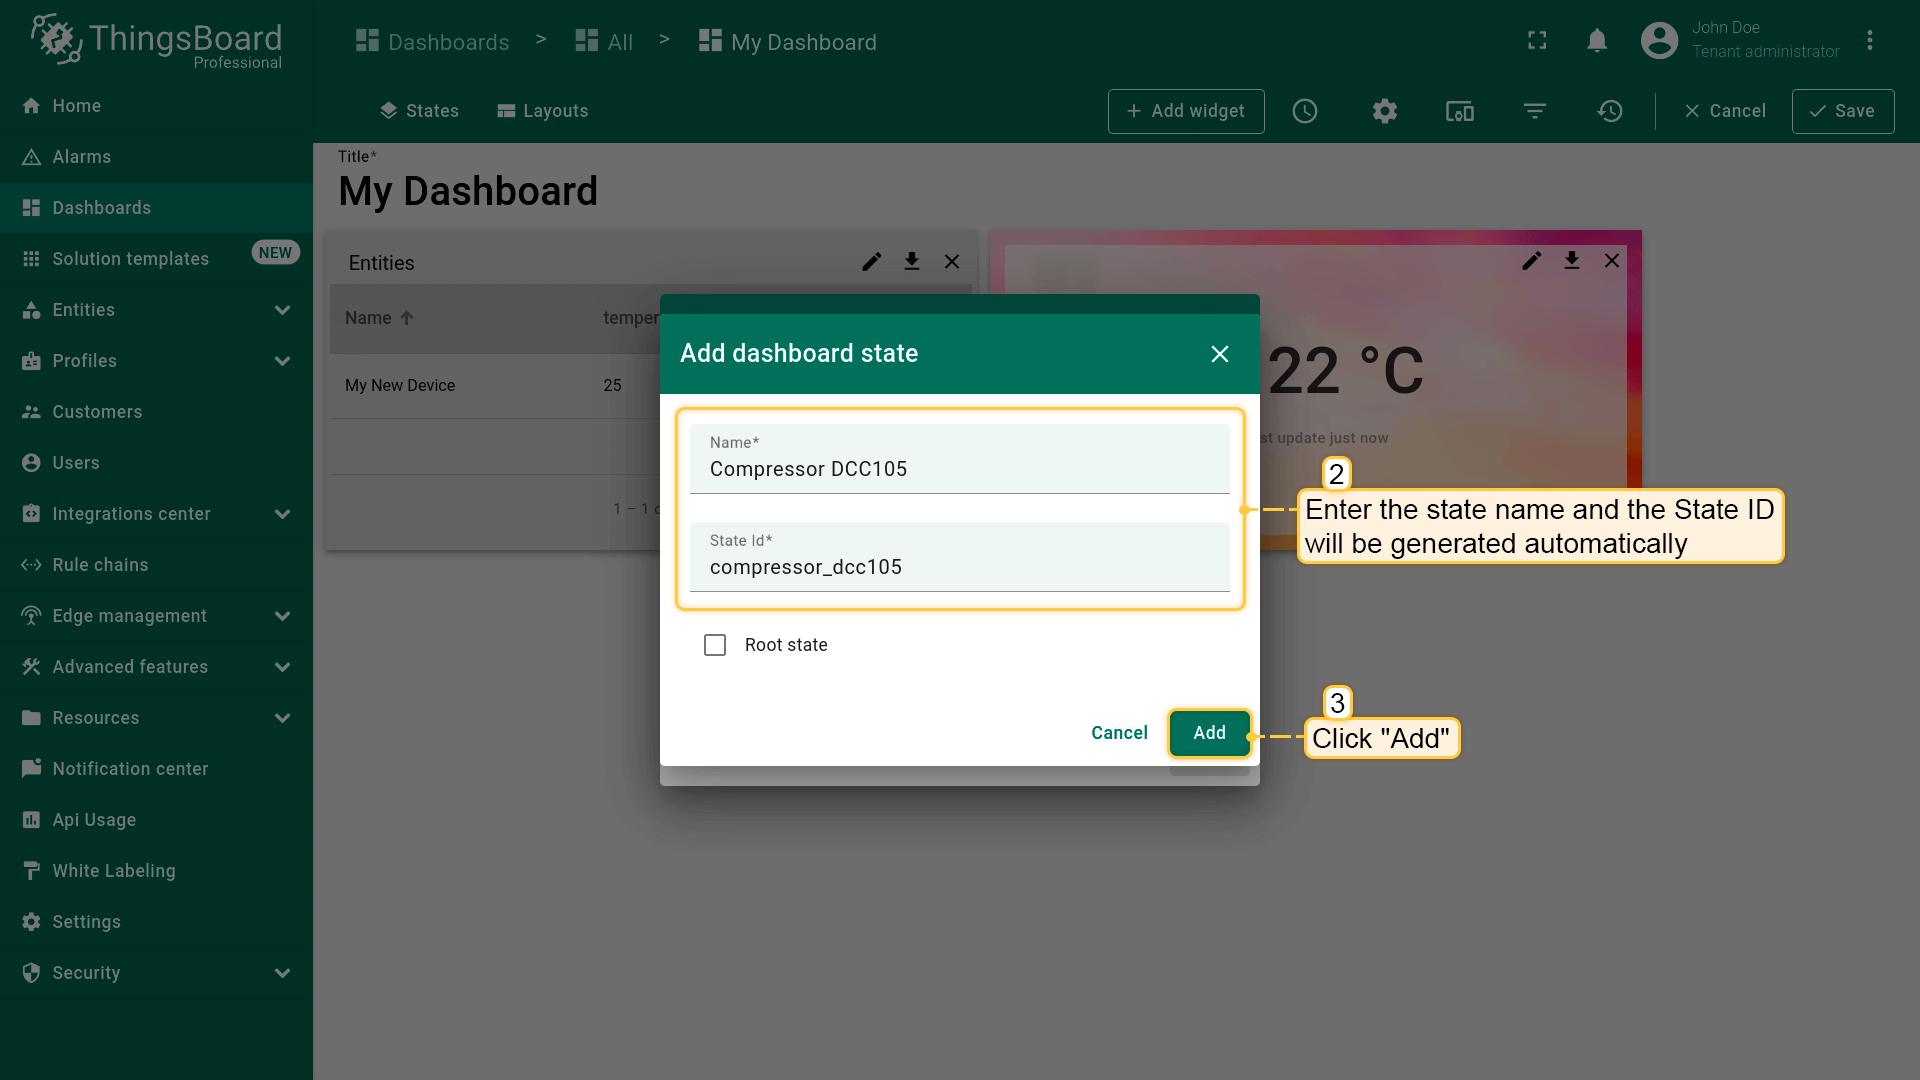 ThingsBoard
Professional
Dashboards > All > My Dashboard
John Doe
Tenant administrator
States
Layouts
+ Add widget
Cancel
Save
Home
Alarms
Dashboards
Solution templates
NEW
Entities
Profiles
Customers
Users
Integrations center
Rule chains
Edge management
Advanced features
Resources
Notification center
Api Usage
White Labeling
Settings
Security
Title*
My Dashboard
Entities
Name
temper
My New Device
25
1 – 1
22 °C
st update just now
Add dashboard state
Name*
Compressor DCC105
State Id*
compressor_dcc105
Root state
Cancel
Add
2
Enter the state name and the State ID
will be generated automatically
3
Click "Add"